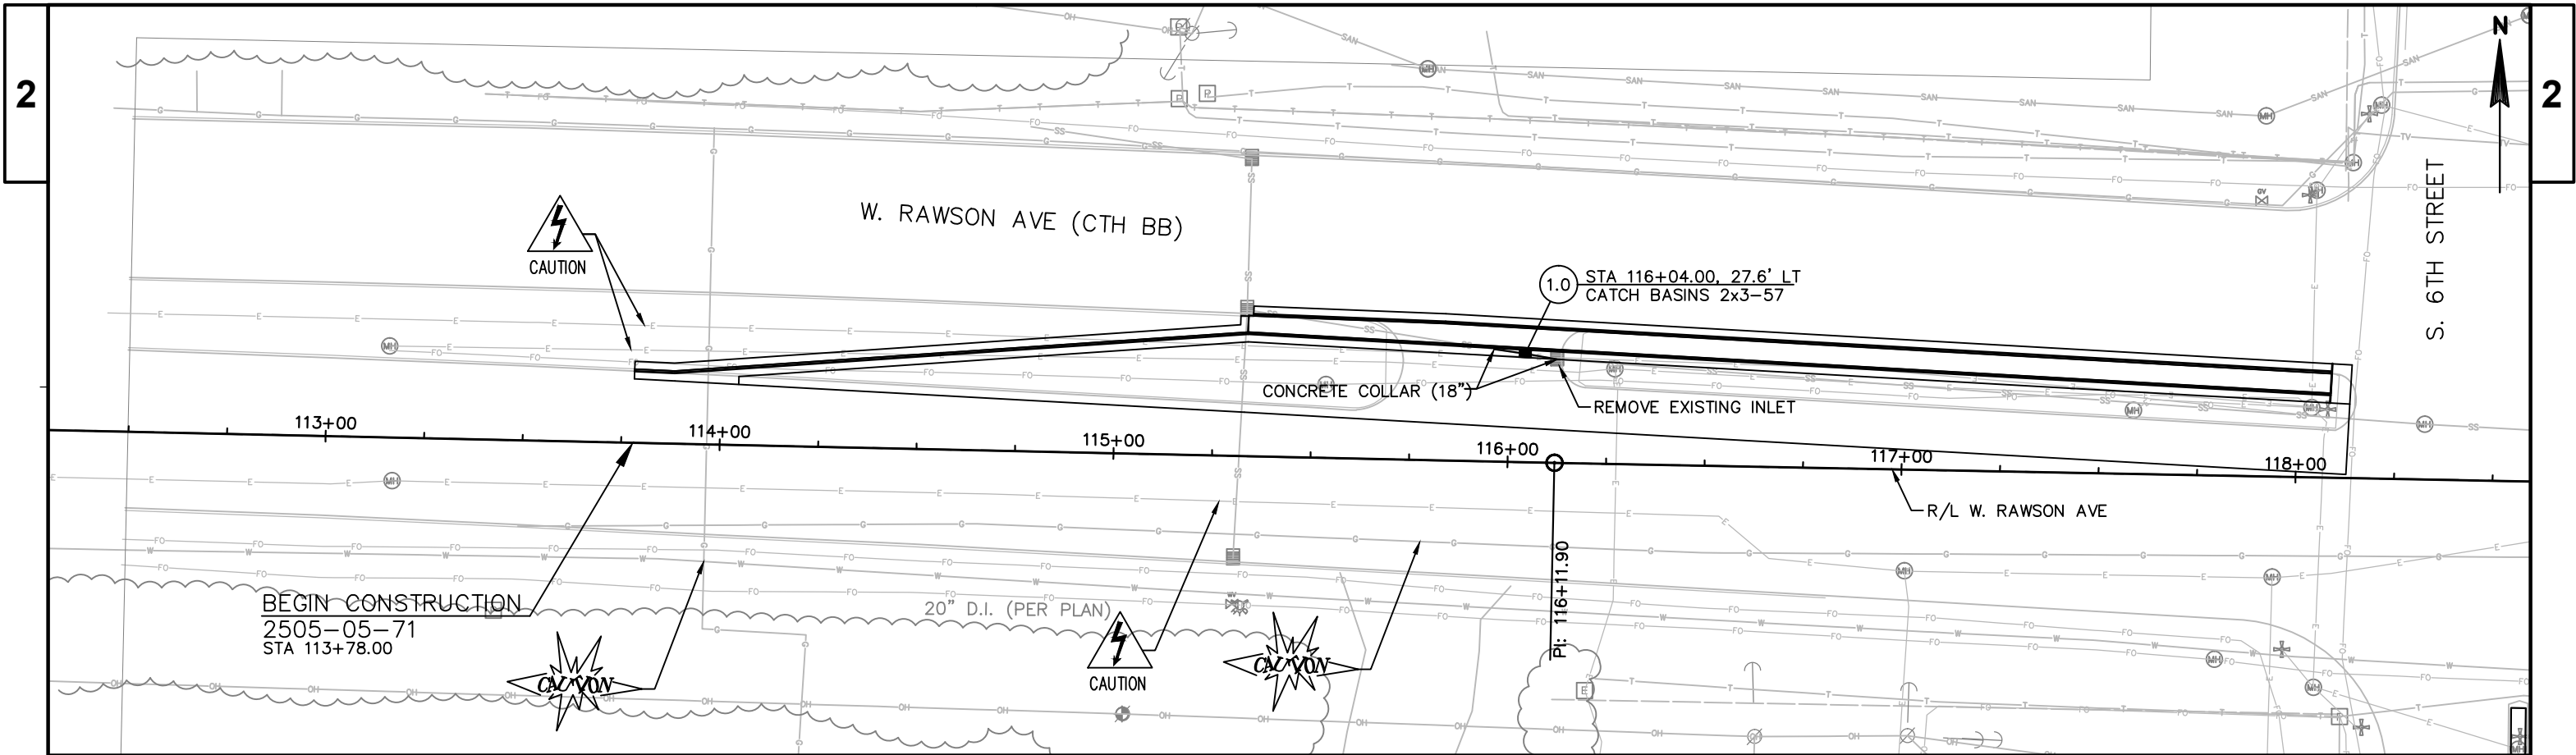 2
2
N
W. RAWSON AVE (CTH BB)
S. 6TH STREET
CAUTION
1.0
STA 116+04.00, 27.6' LT
CATCH BASINS 2x3-57
CONCRETE COLLAR (18")
REMOVE EXISTING INLET
113+00
114+00
115+00
116+00
117+00
118+00
R/L W. RAWSON AVE
PI: 116+11.90
BEGIN CONSTRUCTION
2505-05-71
STA 113+78.00
20" D.I. (PER PLAN)
CAUTION
CAUTION
CAUTION